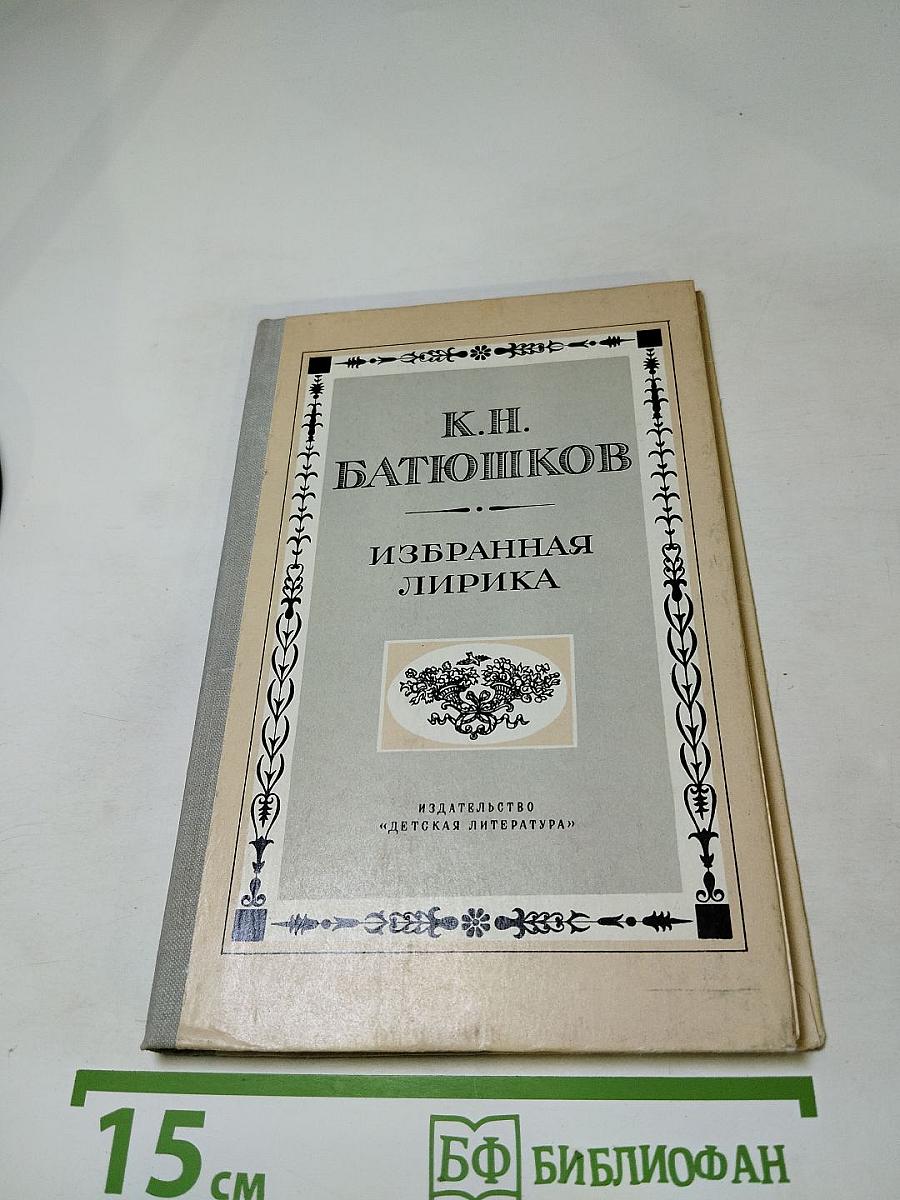 К.Н.
БАТЮШКОВ
ИЗБРАННАЯ
ЛИРИКА
ИЗДАТЕЛЬСТВО
«ДЕТСКАЯ ЛИТЕРАТУРА»
15 см
БФ БИБЛИОФАН